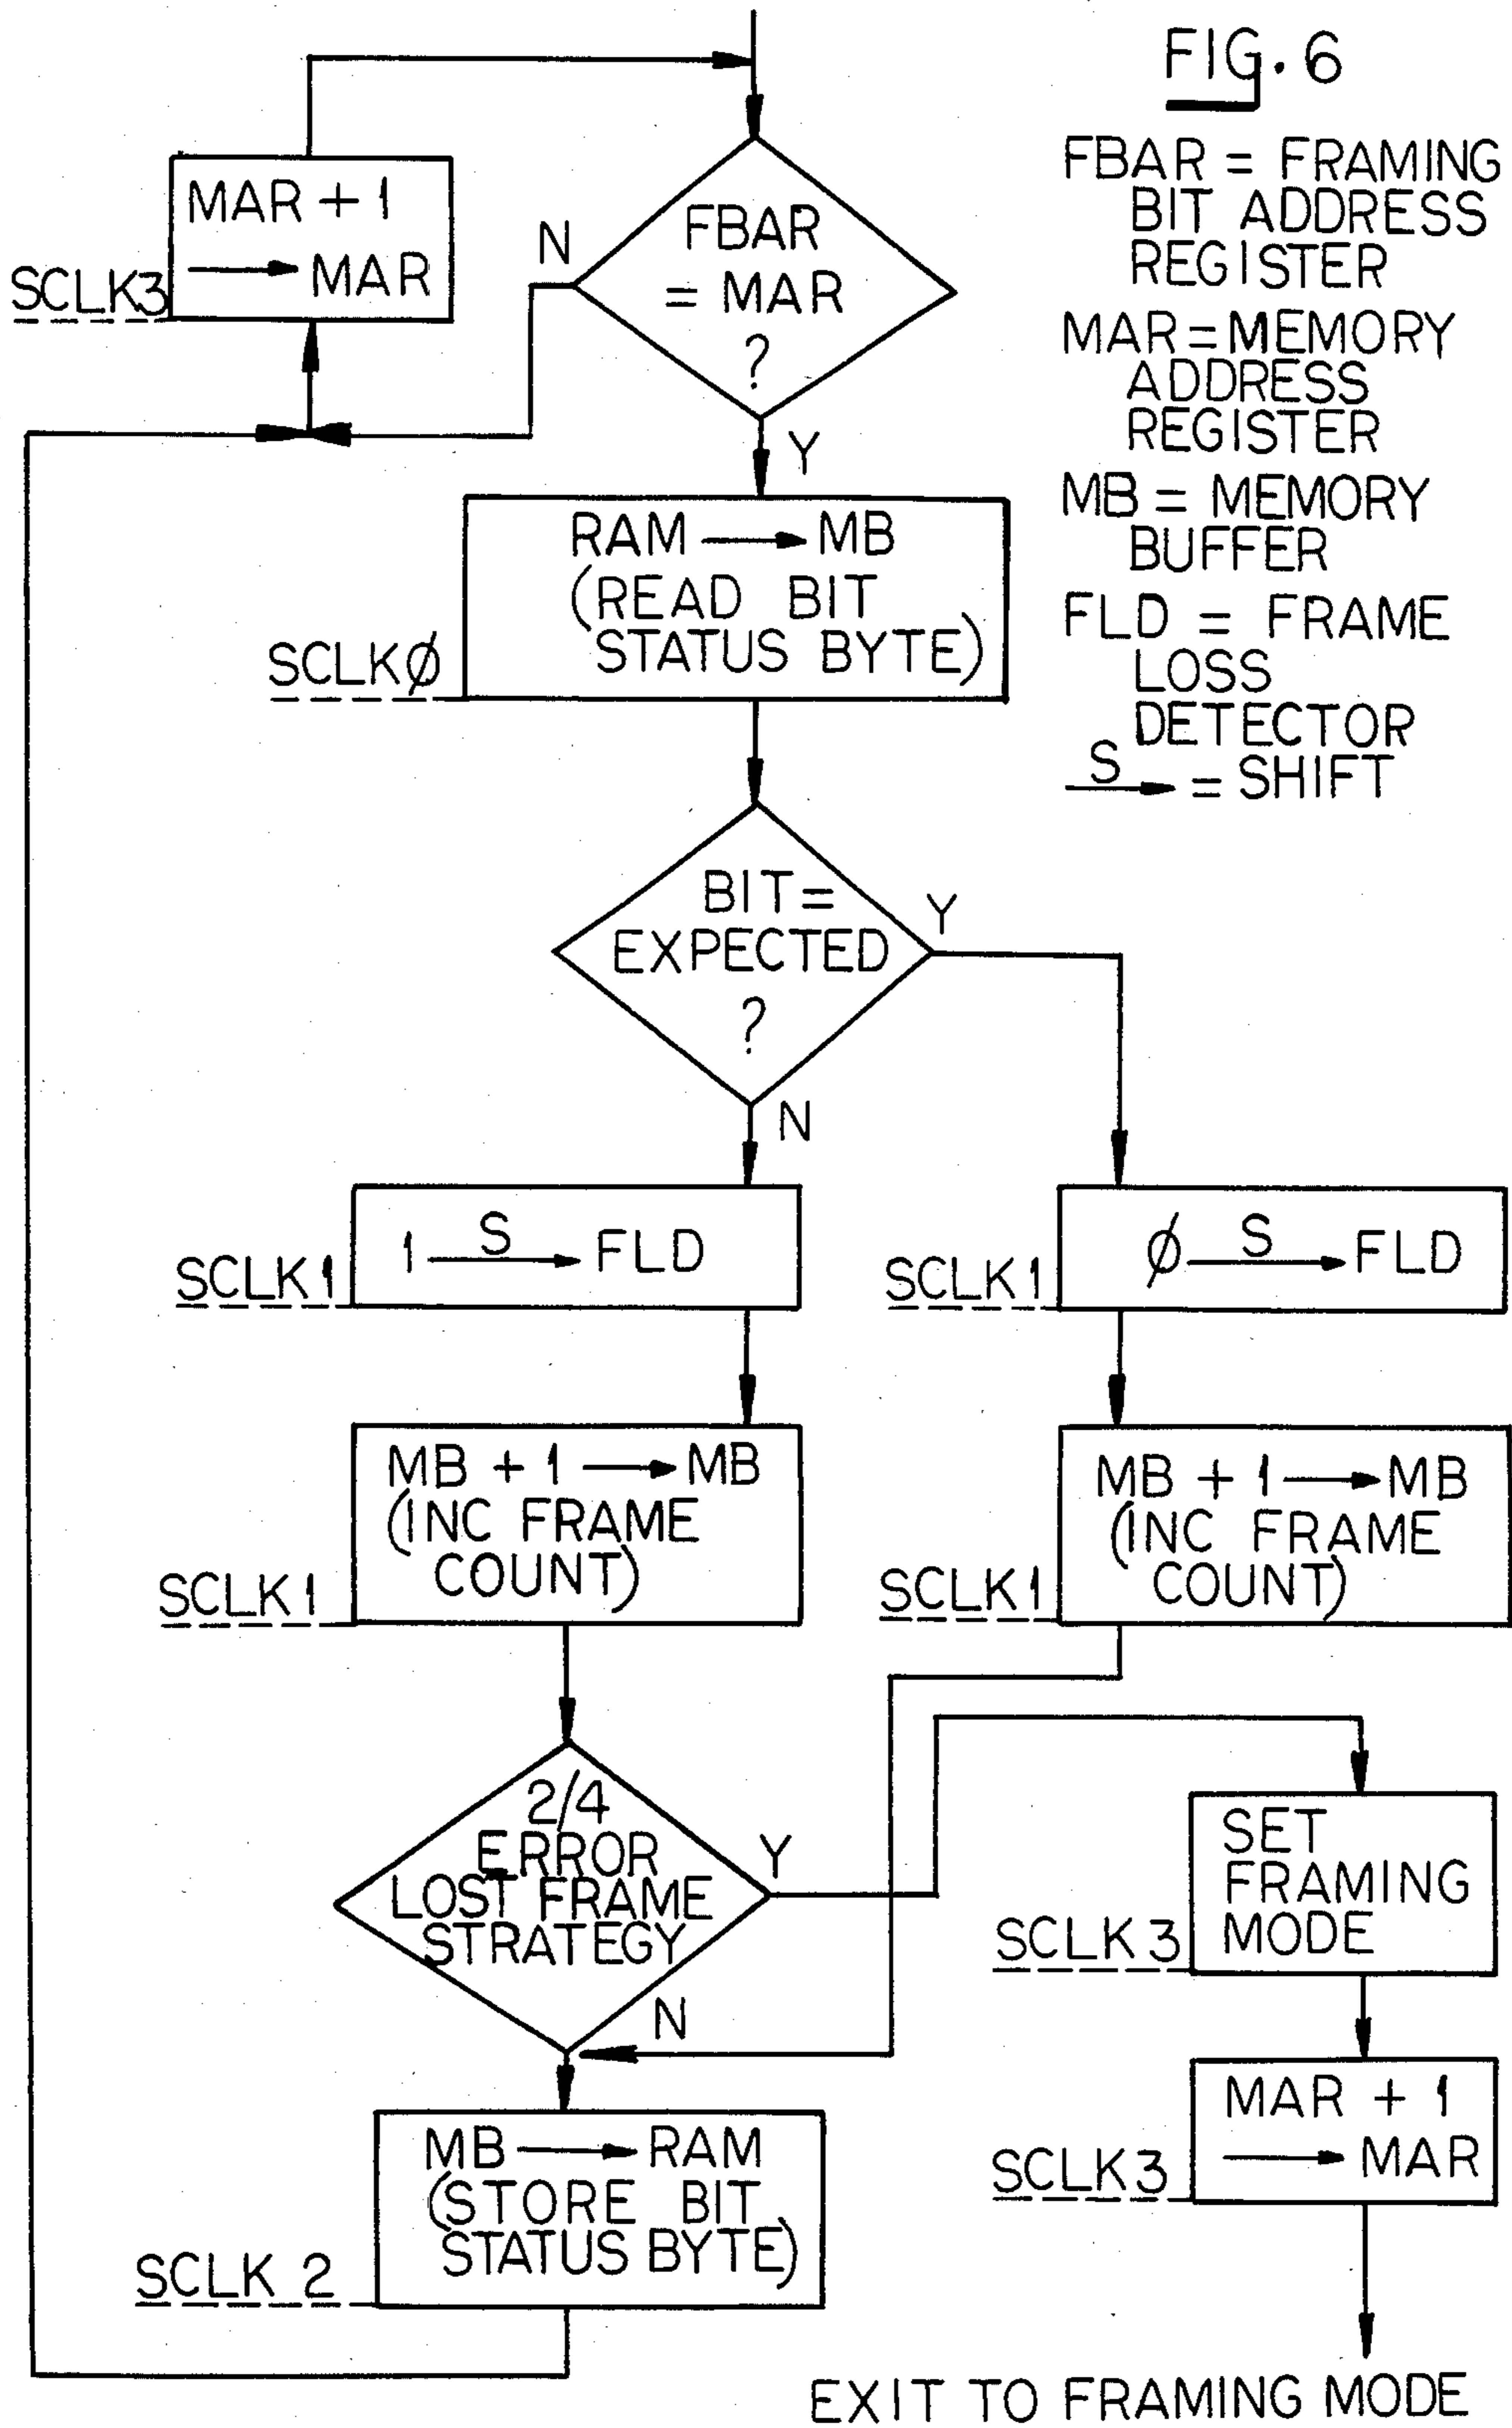 FIG. 6
FBAR = FRAMING
BIT ADDRESS
REGISTER
MAR = MEMORY
ADDRESS
REGISTER
MB = MEMORY
BUFFER
FLD = FRAME
LOSS
DETECTOR
S
→ = SHIFT
MAR + 1
→ MAR
SCLK3
FBAR
= MAR
?
N
Y
RAM → MB
(READ BIT
STATUS BYTE)
SCLKØ
BIT =
EXPECTED
?
Y
N
1 S→ FLD
SCLK1
Ø S→ FLD
SCLK1
MB + 1 → MB
(INC FRAME
COUNT)
SCLK1
MB + 1 → MB
(INC FRAME
COUNT)
SCLK1
2/4
ERROR
LOST FRAME
STRATEGY
Y
N
SET
FRAMING
MODE
SCLK 3
MAR + 1
→ MAR
SCLK3
MB → RAM
(STORE BIT
STATUS BYTE)
SCLK 2
EXIT TO FRAMING MODE